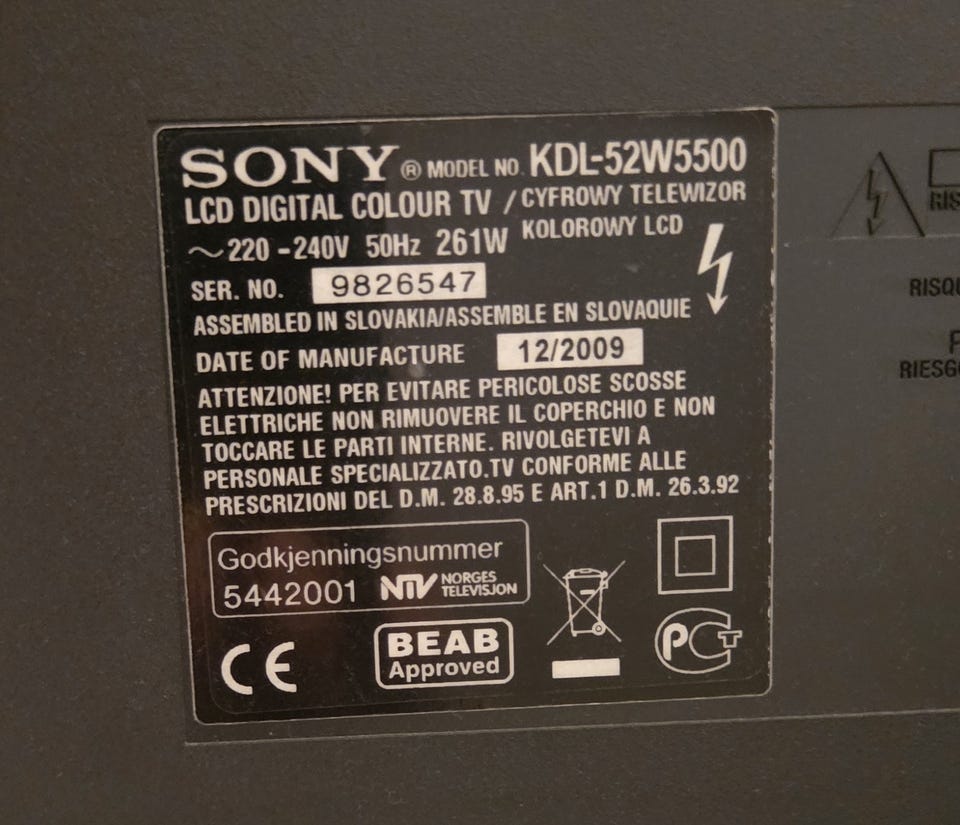 SONY® MODEL NO. KDL-52W5500
LCD DIGITAL COLOUR TV / CYFROWY TELEWIZOR
KOLOROWY LCD
~220 -240V 50Hz 261W
SER. NO. 9826547
ASSEMBLED IN SLOVAKIA/ASSEMBLE EN SLOVAQUIE
DATE OF MANUFACTURE 12/2009
ATTENZIONE! PER EVITARE PERICOLOSE SCOSSE
ELETTRICHE NON RIMUOVERE IL COPERCHIO E NON
TOCCARE LE PARTI INTERNE. RIVOLGETEVI A
PERSONALE SPECIALIZZATO.TV CONFORME ALLE
PRESCRIZIONI DEL D.M. 28.8.95 E ART.1 D.M. 26.3.92
Godkjenningsnummer
5442001 NTV NORGES
TELEVISJON
CE
BEAB
Approved
PCT
RIS
RISQU
RIESGO